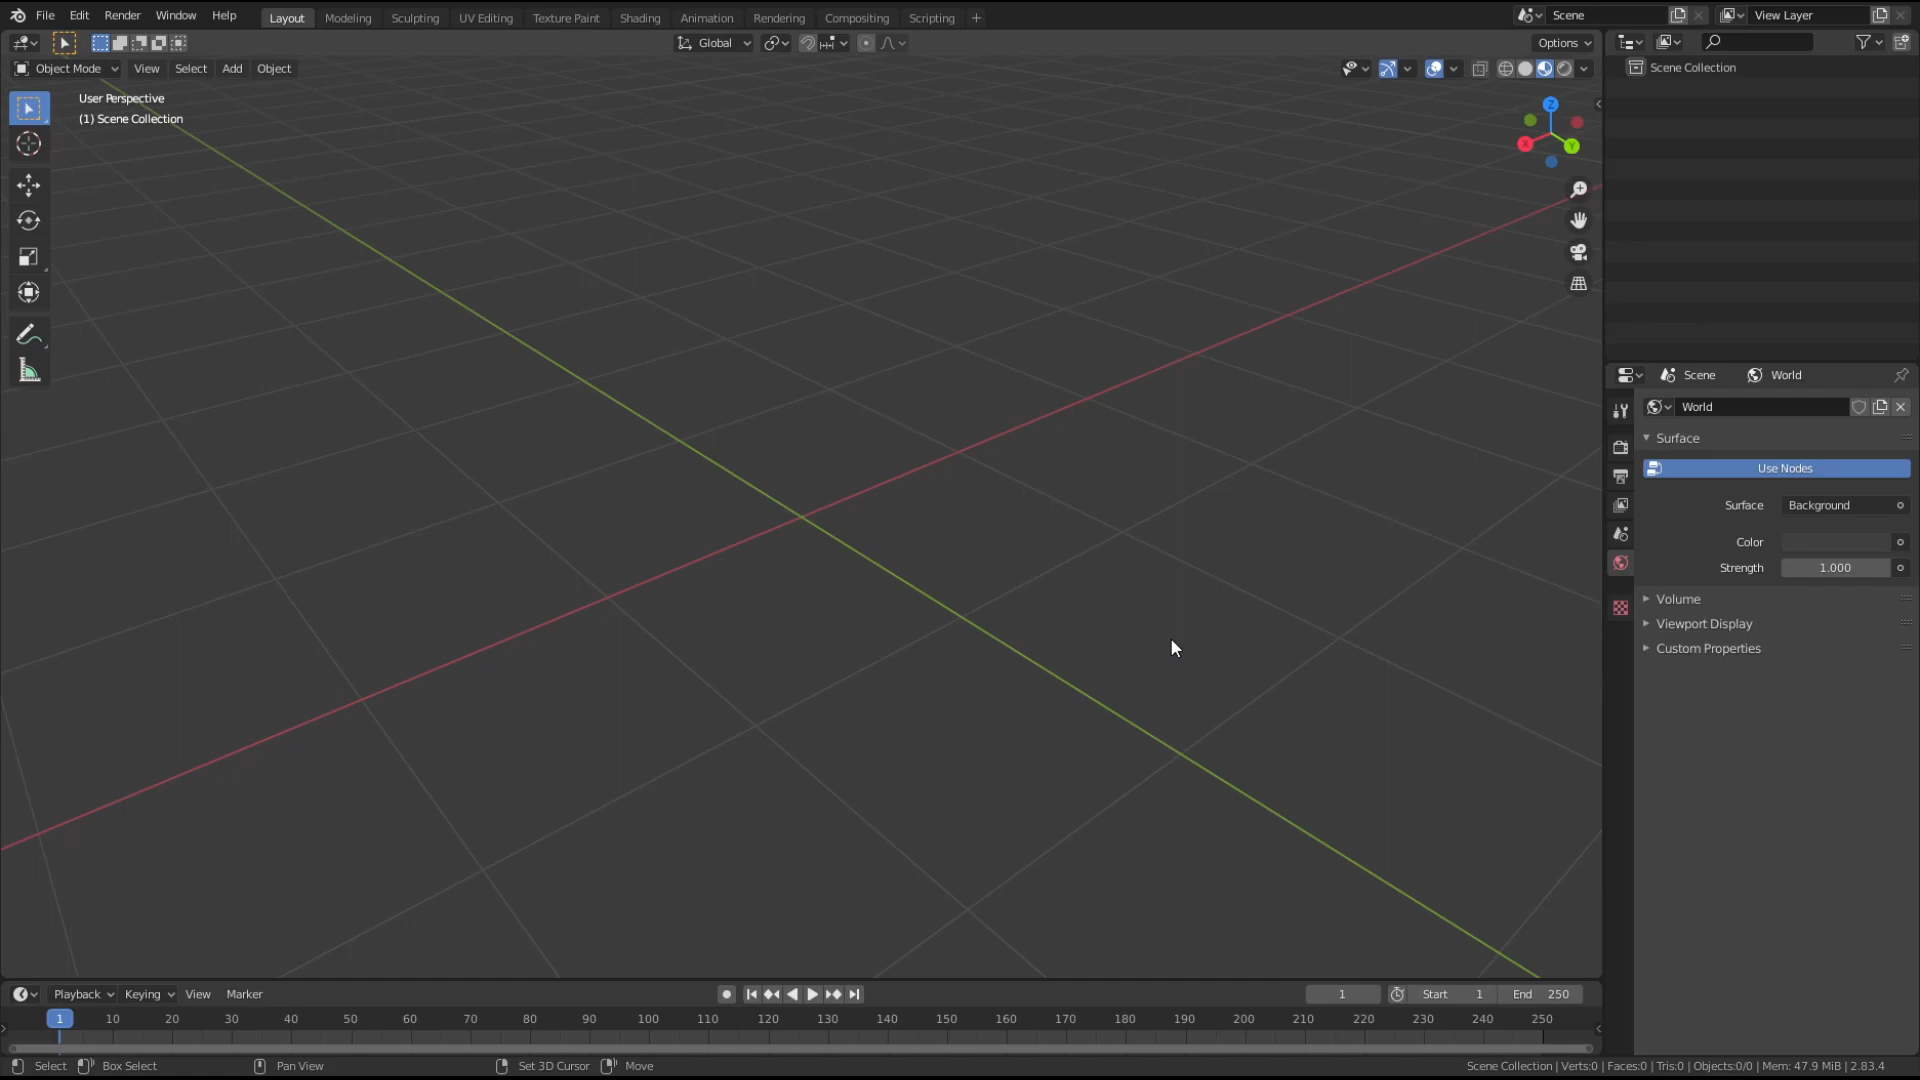 File Edit Render Window Help Layout Modeling Sculpting UV Editing Texture Paint Shading Animation Rendering Compositing Scripting + Scene View Layer
Global Options
Object Mode View Select Add Object
User Perspective
(1) Scene Collection
Z
X
Y
Scene Collection
Scene World
World
Surface
Use Nodes
Surface Background
Color
Strength 1.000
Volume
Viewport Display
Custom Properties
Playback Keying View Marker 1 Start 1 End 250
1 10 20 30 40 50 60 70 80 90 100 110 120 130 140 150 160 170 180 190 200 210 220 230 240 250
Select Box Select Pan View Set 3D Cursor Move Scene Collection | Verts:0 | Faces:0 | Tris:0 | Objects:0/0 | Mem: 47.9 MiB | 2.83.4